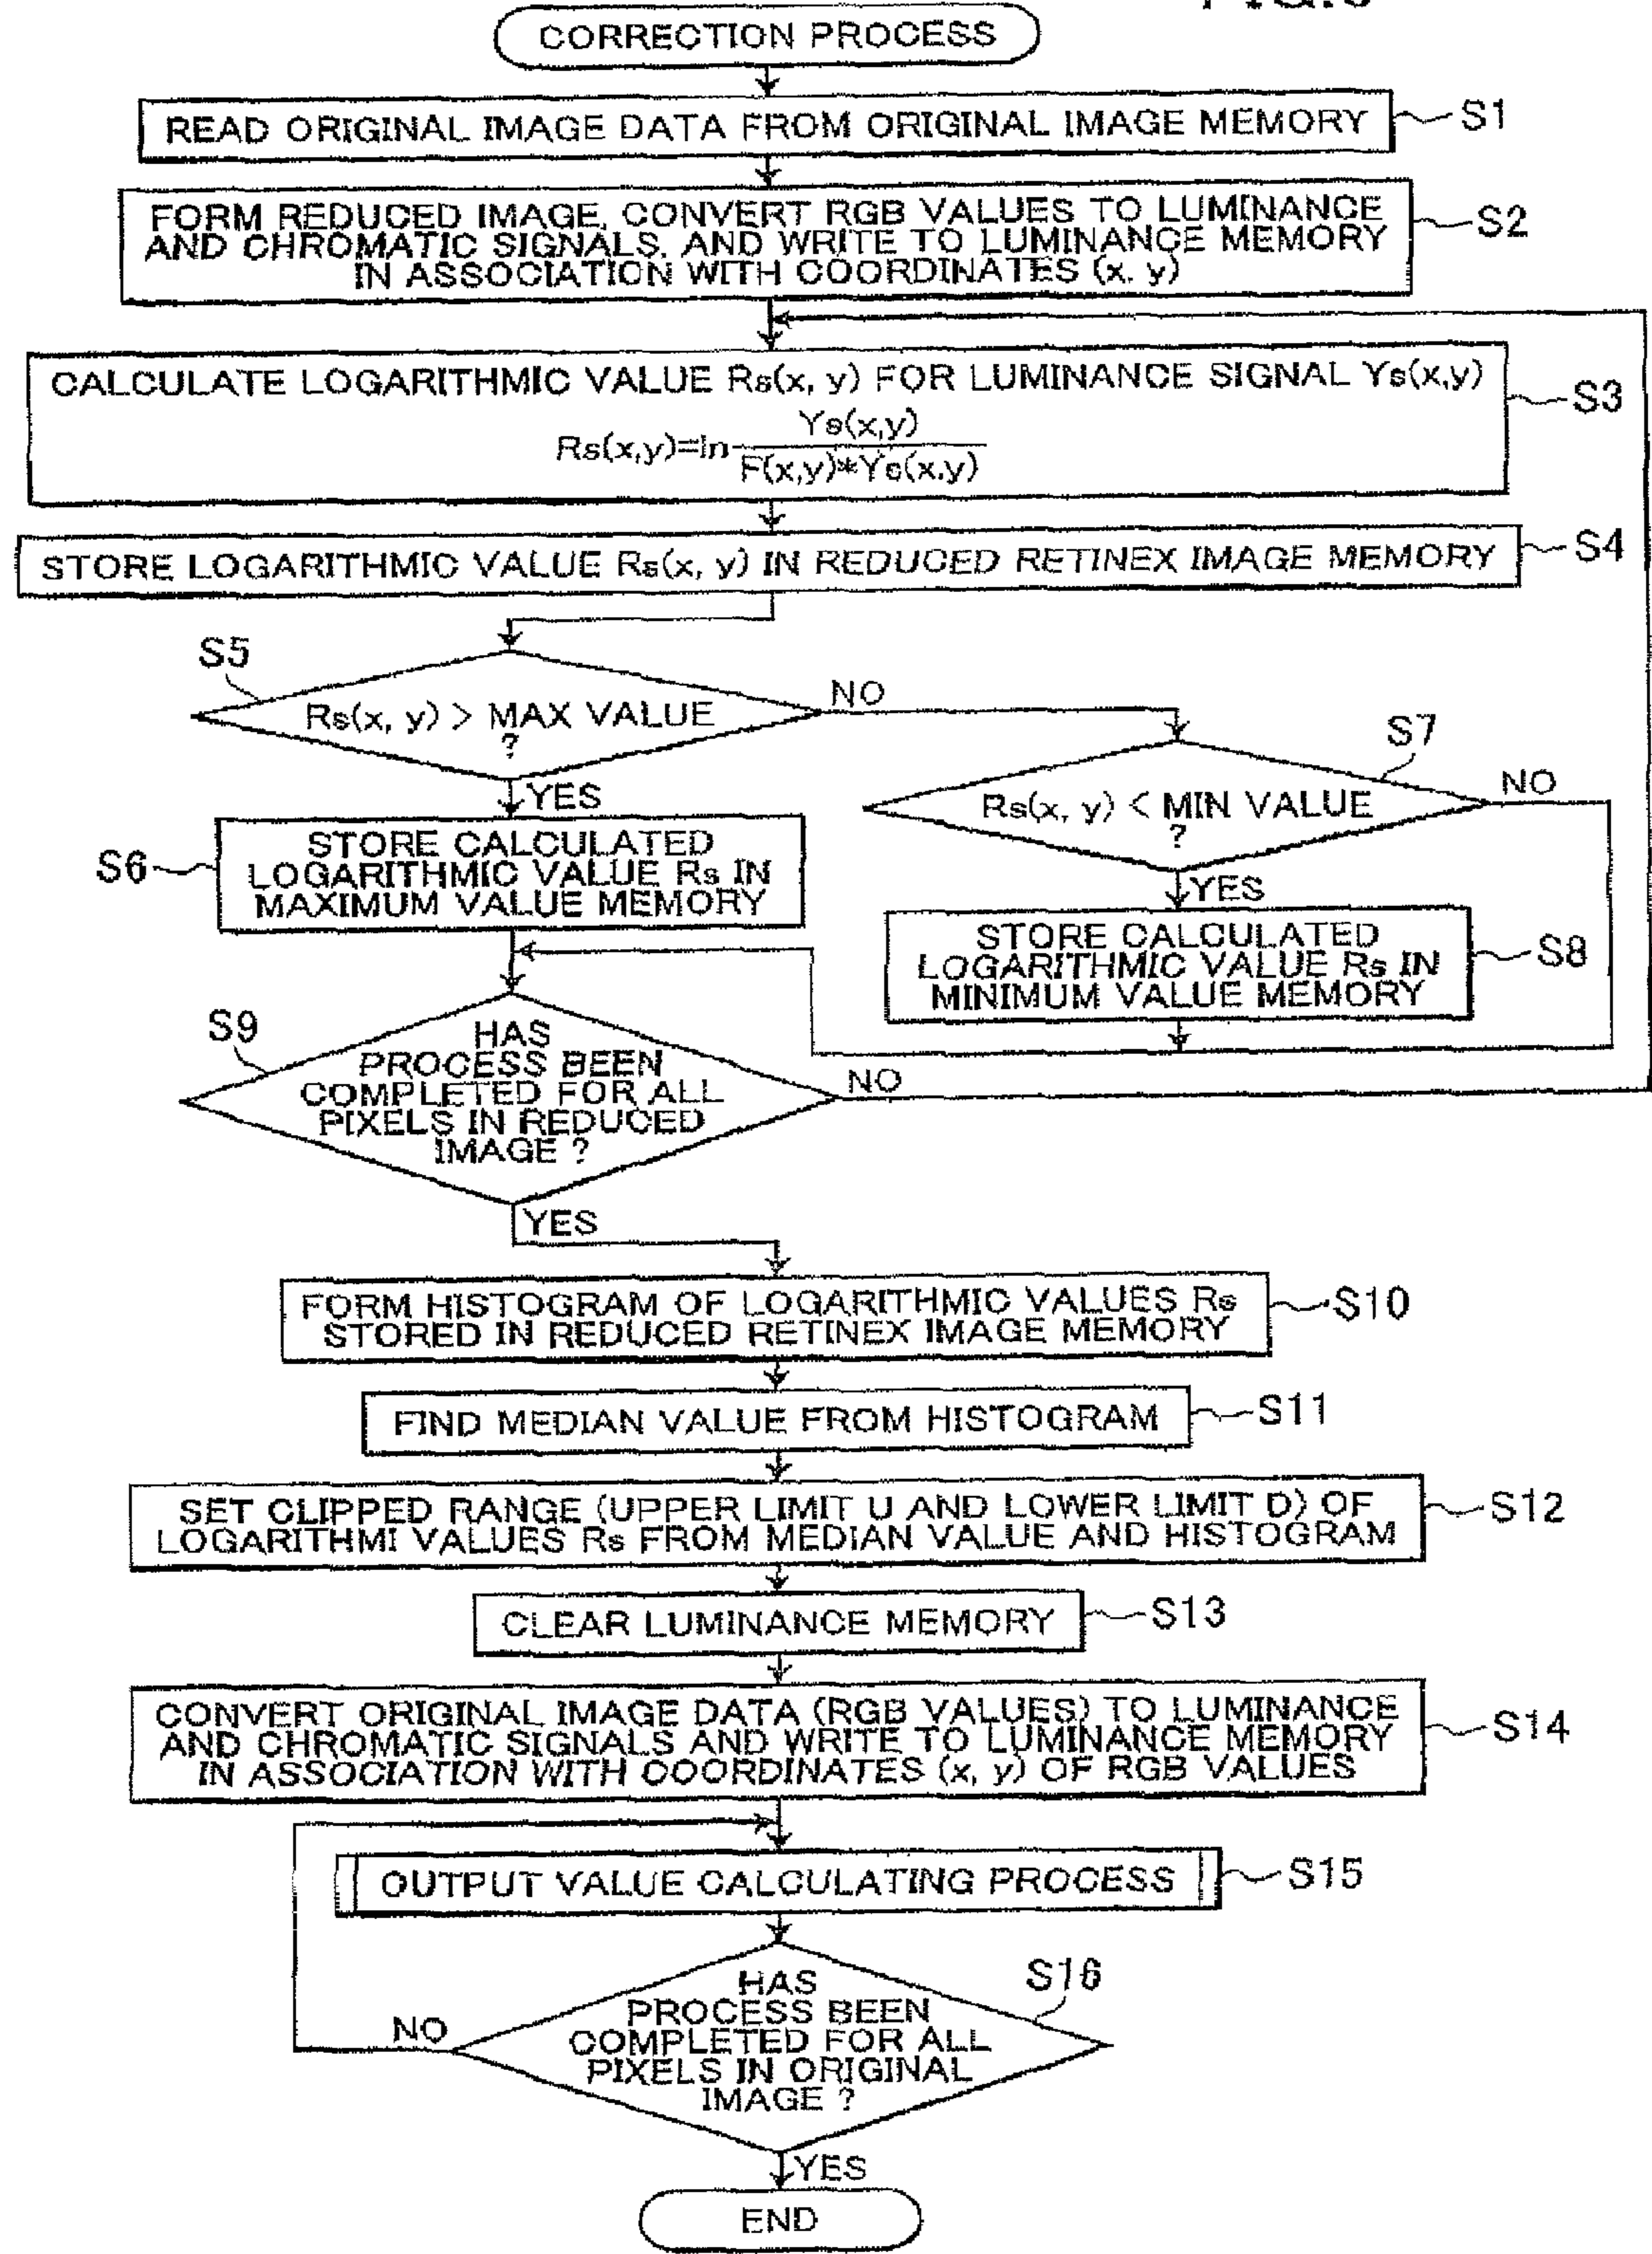 CORRECTION PROCESS
READ ORIGINAL IMAGE DATA FROM ORIGINAL IMAGE MEMORY
S1
FORM REDUCED IMAGE, CONVERT RGB VALUES TO LUMINANCE
AND CHROMATIC SIGNALS, AND WRITE TO LUMINANCE MEMORY
IN ASSOCIATION WITH COORDINATES (x, y)
S2
CALCULATE LOGARITHMIC VALUE Rs(x, y) FOR LUMINANCE SIGNAL Ys(x,y)
Rs(x,y)=ln Ys(x,y) / F(x,y)*Ys(x,y)
S3
STORE LOGARITHMIC VALUE Rs(x, y) IN REDUCED RETINEX IMAGE MEMORY
S4
S5
Rs(x, y) > MAX VALUE
?
NO
YES
S7
Rs(x, y) < MIN VALUE
?
NO
YES
S6
STORE CALCULATED
LOGARITHMIC VALUE Rs IN
MAXIMUM VALUE MEMORY
STORE CALCULATED
LOGARITHMIC VALUE Rs IN
MINIMUM VALUE MEMORY
S8
S9
HAS
PROCESS BEEN
COMPLETED FOR ALL
PIXELS IN REDUCED
IMAGE ?
NO
YES
FORM HISTOGRAM OF LOGARITHMIC VALUES Rs
STORED IN REDUCED RETINEX IMAGE MEMORY
S10
FIND MEDIAN VALUE FROM HISTOGRAM
S11
SET CLIPPED RANGE (UPPER LIMIT U AND LOWER LIMIT D) OF
LOGARITHMI VALUES Rs FROM MEDIAN VALUE AND HISTOGRAM
S12
CLEAR LUMINANCE MEMORY
S13
CONVERT ORIGINAL IMAGE DATA (RGB VALUES) TO LUMINANCE
AND CHROMATIC SIGNALS AND WRITE TO LUMINANCE MEMORY
IN ASSOCIATION WITH COORDINATES (x, y) OF RGB VALUES
S14
OUTPUT VALUE CALCULATING PROCESS
S15
S16
HAS
PROCESS BEEN
COMPLETED FOR ALL
PIXELS IN ORIGINAL
IMAGE ?
NO
YES
END